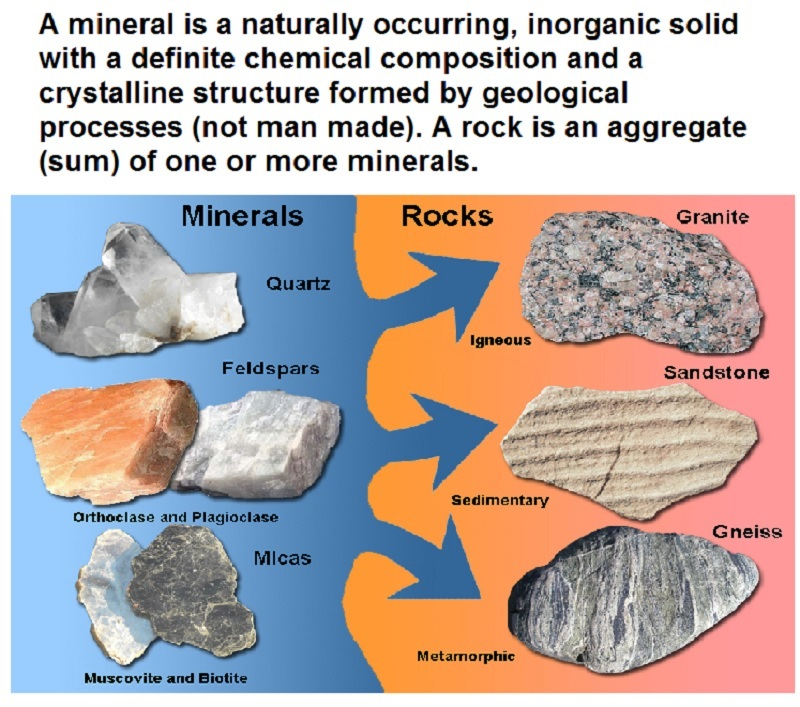 A mineral is a naturally occurring, inorganic solid
with a definite chemical composition and a
crystalline structure formed by geological
processes (not man made). A rock is an aggregate
(sum) of one or more minerals.
Minerals
Rocks
Granite
Quartz
Igneous
Feldspars
Sandstone
Orthoclase and Plagioclase
Sedimentary
Gneiss
MIcas
Metamorphic
Muscovite and Biotite